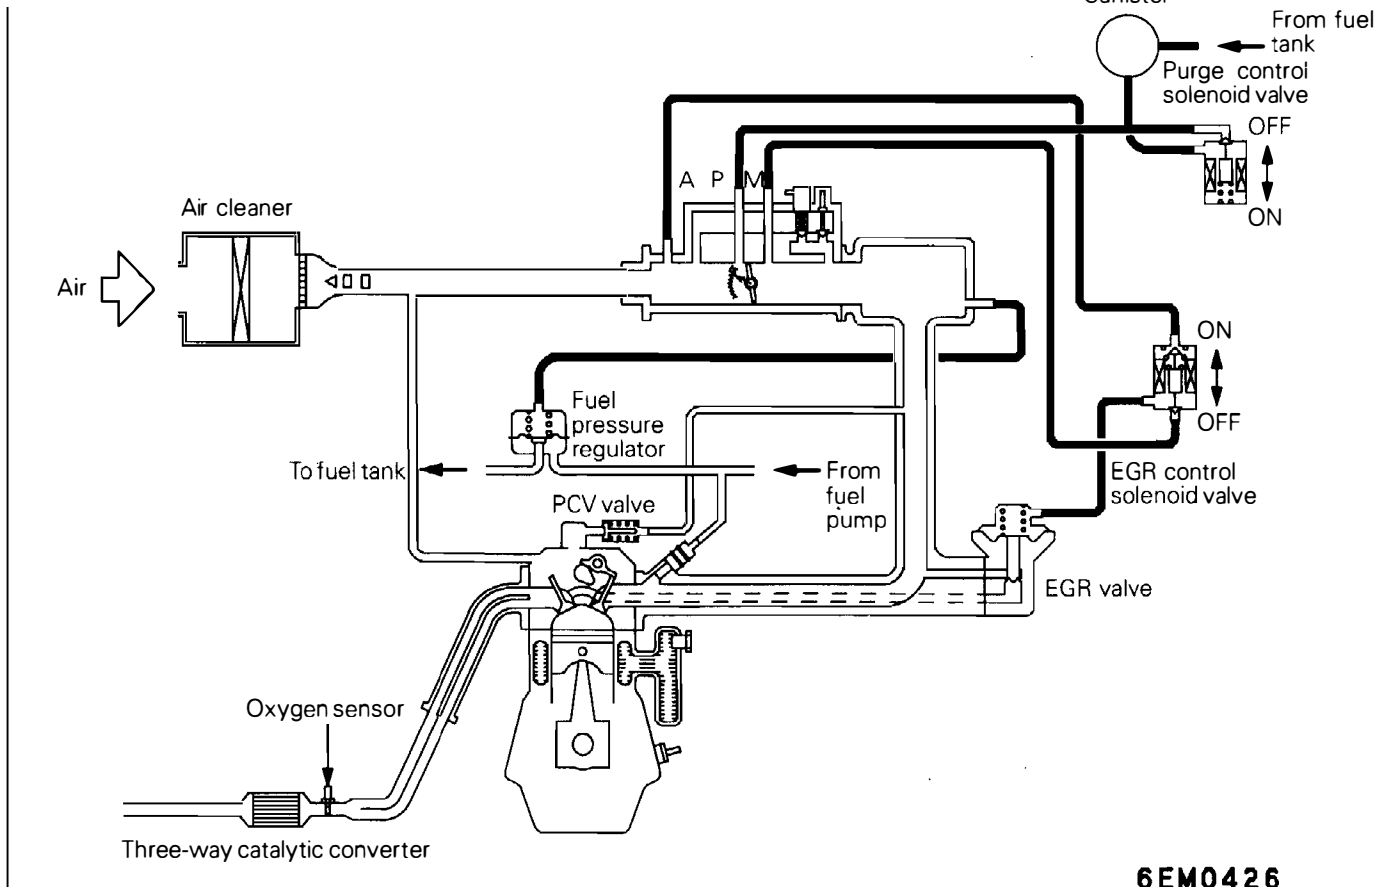 From fuel
tank
Purge control
solenoid valve
OFF
ON
A P M
Air cleaner
Air
ON
OFF
Fuel
pressure
regulator
To fuel tank
From
fuel
pump
EGR control
solenoid valve
PCV valve
EGR valve
Oxygen sensor
Three-way catalytic converter
6EM0426